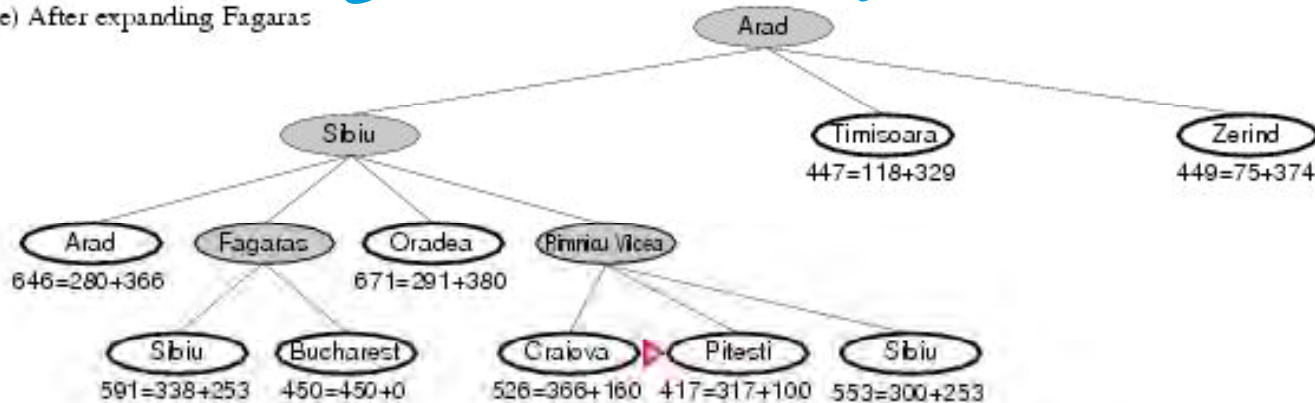 e) After expanding Fagaras
Arad
Sibiu
Timisoara
Zerind
447=118+329
449=75+374
Arad
Fagaras
Oradea
Rimnicu Vilcea
646=280+366
671=291+380
Sibiu
Bucharest
Craiova
Pitesti
Sibiu
591=338+253
450=450+0
526=366+160
417=317+100
553=300+253